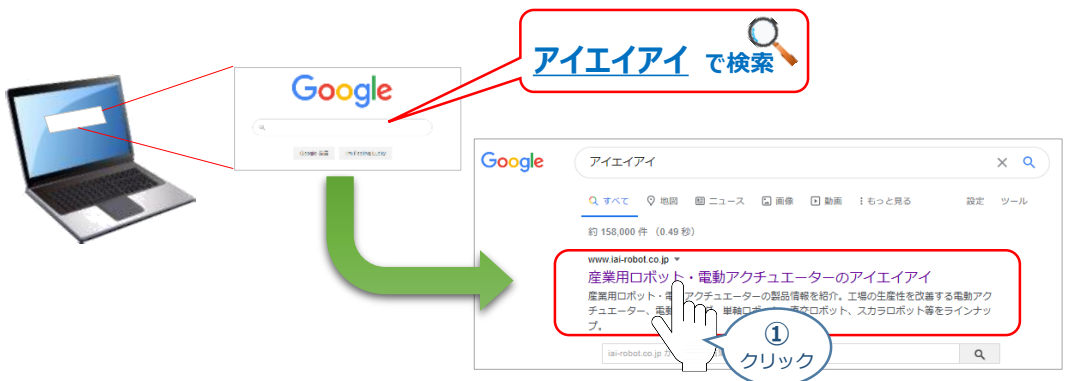 アイエイアイ で検索
Google
Google 検索 I'm Feeling Lucky
Google アイエイアイ
すべて 地図 ニュース 画像 動画 もっと見る 設定 ツール
約 158,000 件 （0.49 秒）
www.iai-robot.co.jp
産業用ロボット・電動アクチュエーターのアイエイアイ
産業用ロボット・電 アクチュエーターの製品情報を紹介。工場の生産性を改善する電動アク
チュエーター、電動 単軸ロボ 直交ロボット、スカラロボット等をラインナッ
プ。
iai-robot.co.jp
①
クリック